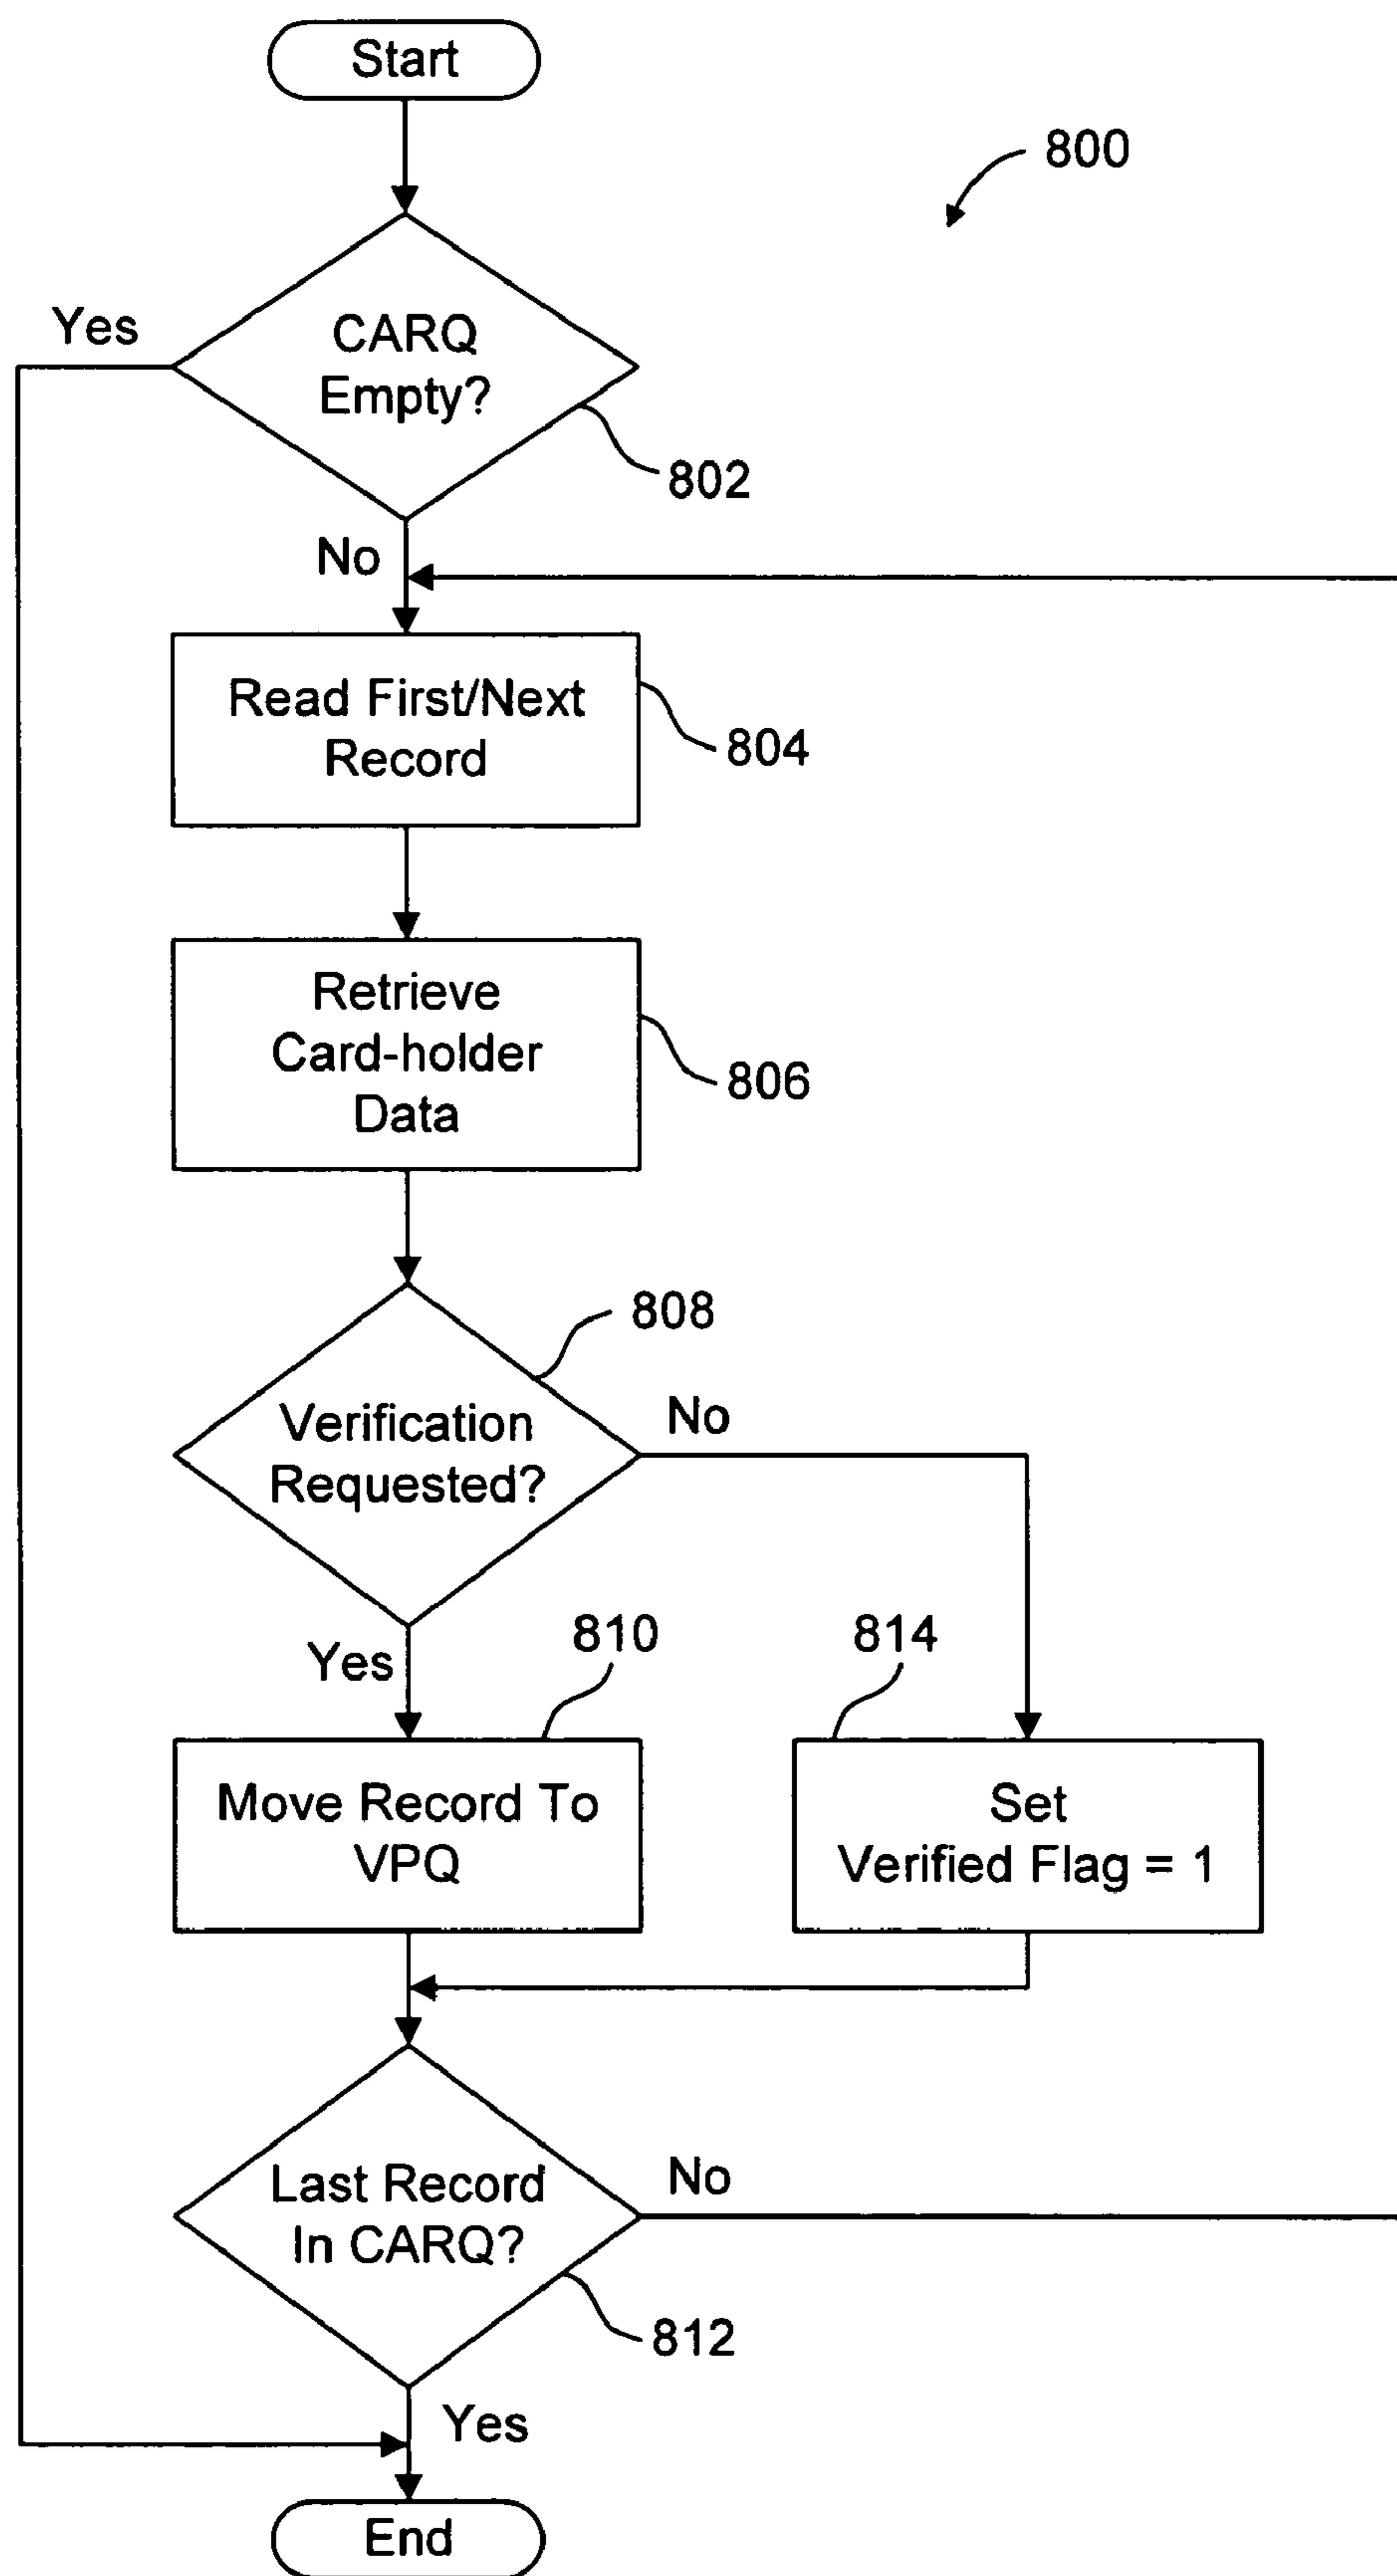 Start
800
Yes
CARQ
Empty?
802
No
Read First/Next
Record
804
Retrieve
Card-holder
Data
806
808
Verification
Requested?
No
Yes
810
814
Move Record To
VPQ
Set
Verified Flag = 1
Last Record
In CARQ?
No
812
Yes
End